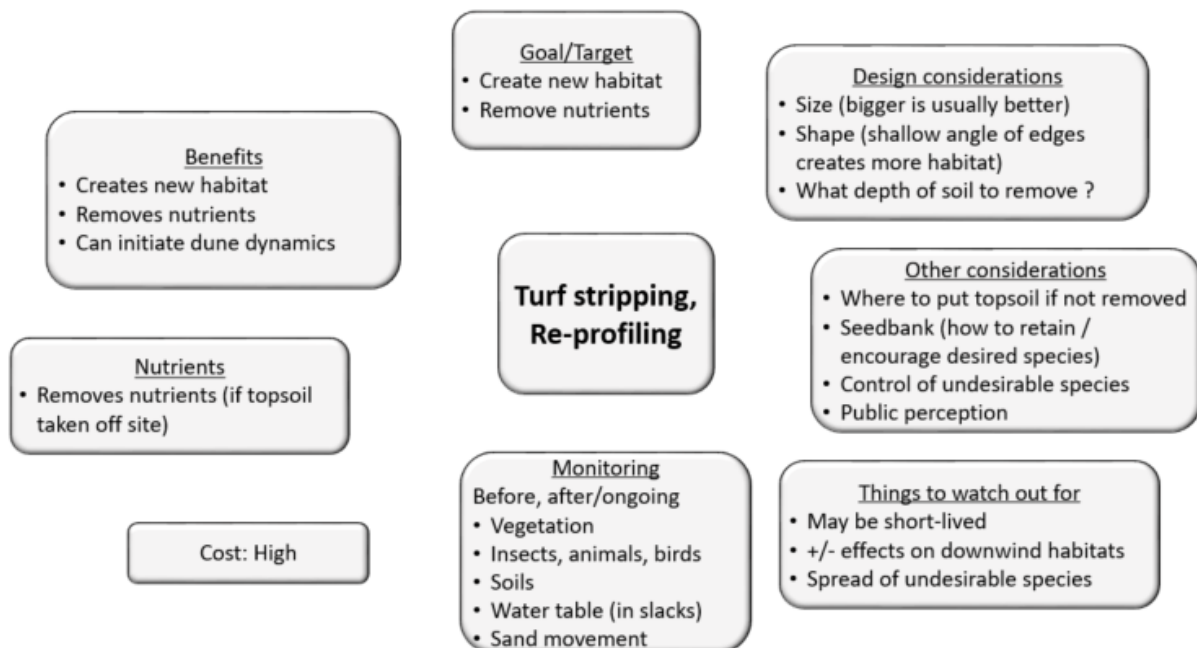 Goal/Target
• Create new habitat
• Remove nutrients
Design considerations
• Size (bigger is usually better)
• Shape (shallow angle of edges
creates more habitat)
• What depth of soil to remove ?
Benefits
• Creates new habitat
• Removes nutrients
• Can initiate dune dynamics
Turf stripping,
Re-profiling
Other considerations
• Where to put topsoil if not removed
• Seedbank (how to retain /
encourage desired species)
• Control of undesirable species
• Public perception
Nutrients
• Removes nutrients (if topsoil
taken off site)
Monitoring
Before, after/ongoing
• Vegetation
• Insects, animals, birds
• Soils
• Water table (in slacks)
• Sand movement
Things to watch out for
• May be short-lived
• +/- effects on downwind habitats
• Spread of undesirable species
Cost: High